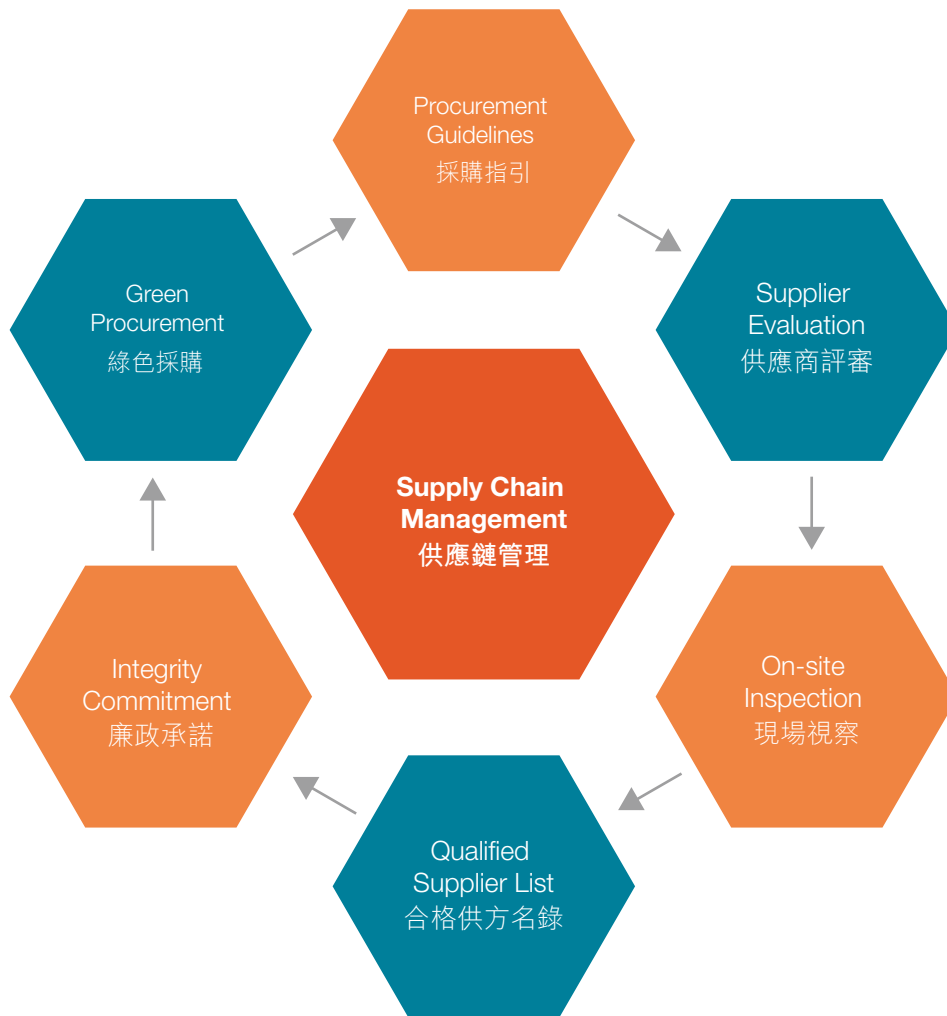 Procurement
Guidelines
採購指引
Green
Procurement
綠色採購
Supplier
Evaluation
供應商評審
Supply Chain
Management
供應鏈管理
Integrity
Commitment
廉政承諾
On-site
Inspection
現場視察
Qualified
Supplier List
合格供方名錄